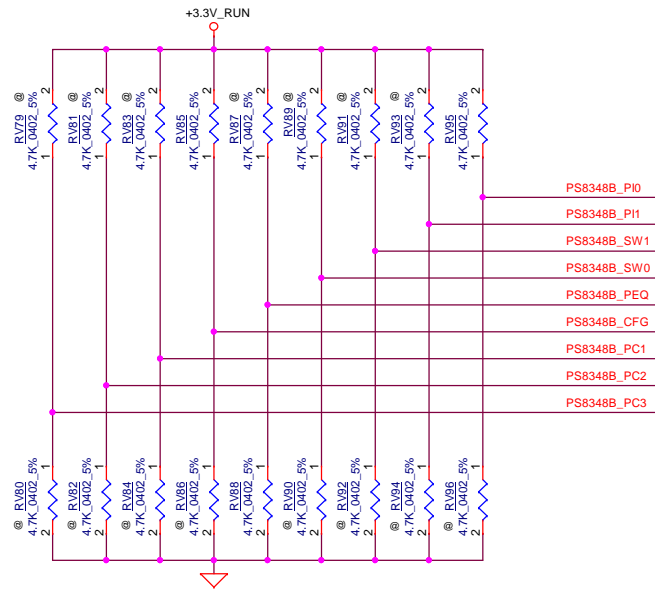 +3.3V_RUN
2 2 2 2 2 2 2 2 2
RV79 @
4.7K_0402_5%
RV81 @
4.7K_0402_5%
RV83 @
4.7K_0402_5%
RV85
4.7K_0402_5%
RV87 @
4.7K_0402_5%
RV89 @
4.7K_0402_5%
RV91 @
4.7K_0402_5%
RV93 @
4.7K_0402_5%
RV95
4.7K_0402_5%
1 1 1 1 1 1 1 1 1
PS8348B_PI0
PS8348B_PI1
PS8348B_SW1
PS8348B_SW0
PS8348B_PEQ
PS8348B_CFG
PS8348B_PC1
PS8348B_PC2
PS8348B_PC3
1 1 1 1 1 1 1 1 1
@ RV80
4.7K_0402_5%
@ RV82
4.7K_0402_5%
@ RV84
4.7K_0402_5%
@ RV86
4.7K_0402_5%
RV88
4.7K_0402_5%
@ RV90
4.7K_0402_5%
@ RV92
4.7K_0402_5%
@ RV94
4.7K_0402_5%
@ RV96
4.7K_0402_5%
2 2 2 2 2 2 2 2 2